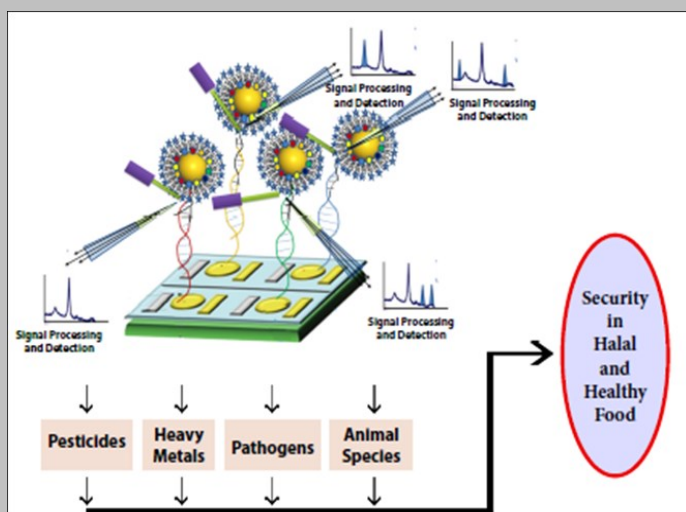 Signal Processing
and Detection
Signal Processing
and Detection
Signal Processing
and Detection
Signal Processing
and Detection
Pesticides
Heavy
Metals
Pathogens
Animal
Species
Security
in
Halal
and
Healthy
Food